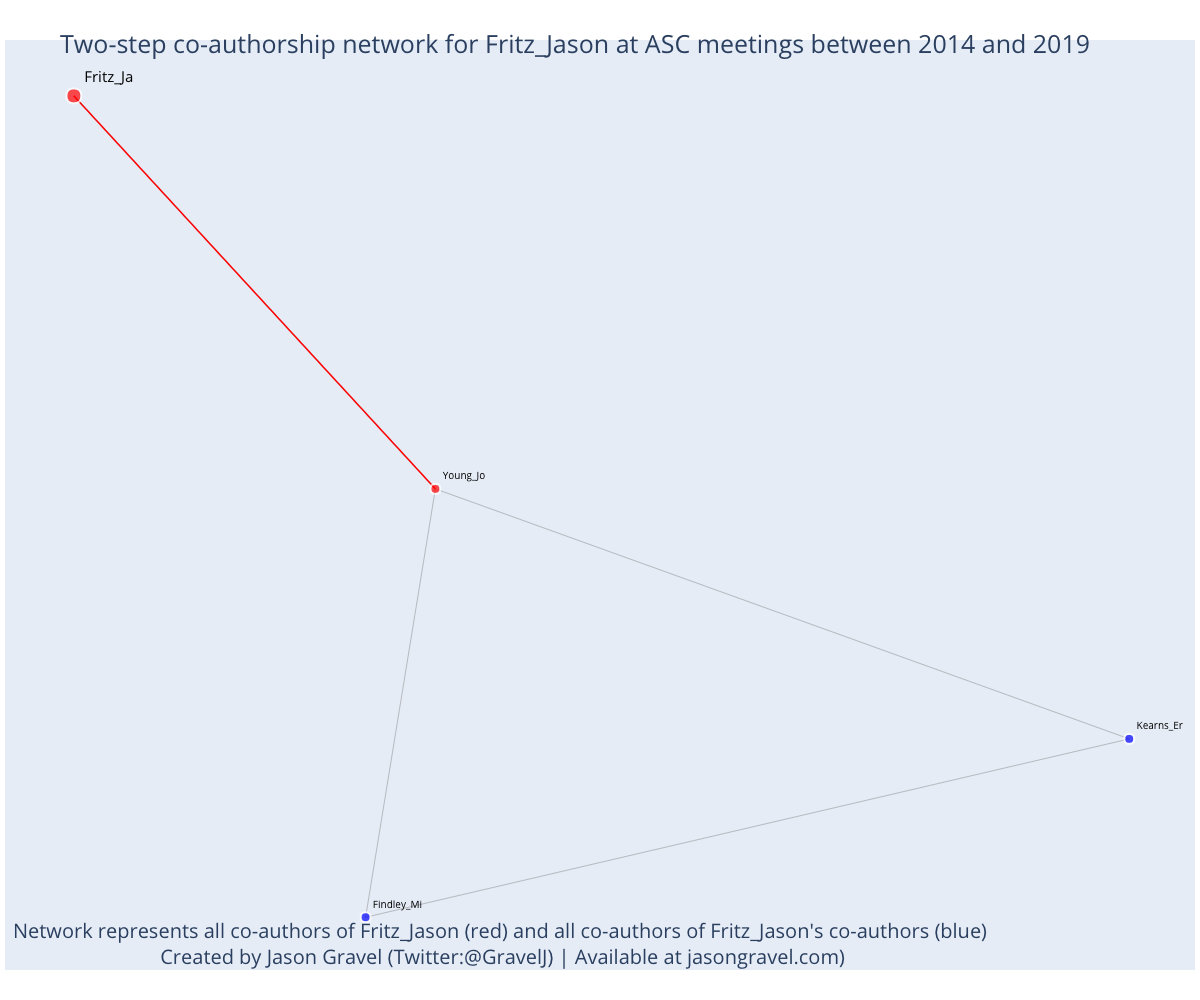 Two-step co-authorship network for Fritz_Jason at ASC meetings between 2014 and 2019
Fritz_Ja
Young_Jo
Kearns_Er
Findley_Mi
Network represents all co-authors of Fritz_Jason (red) and all co-authors of Fritz_Jason's co-authors (blue)
Created by Jason Gravel (Twitter:@GravelJ) | Available at jasongravel.com)